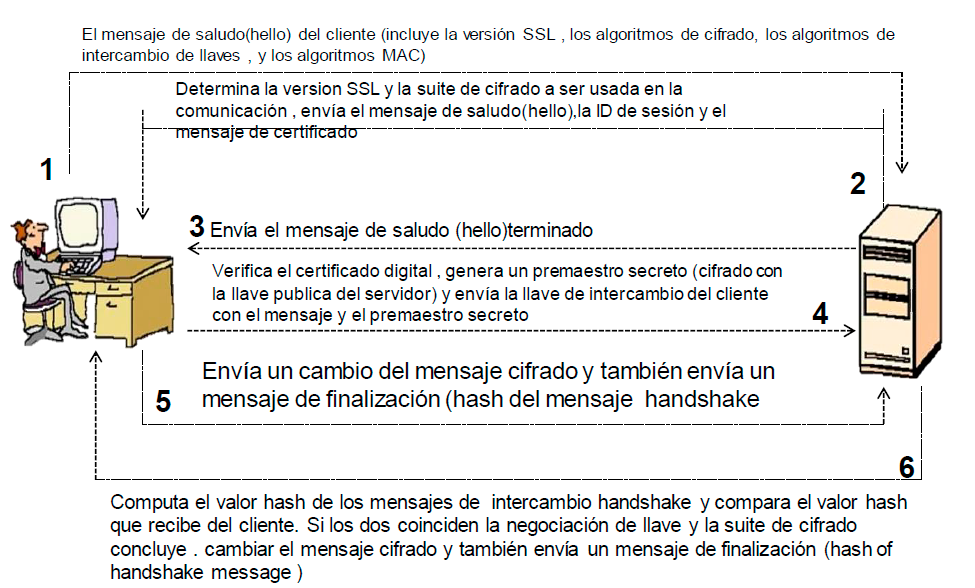 El mensaje de saludo(hello) del cliente (incluye la versión SSL , los algoritmos de cifrado, los algoritmos de
intercambio de llaves , y los algoritmos MAC)
Determina la version SSL y la suite de cifrado a ser usada en la
comunicación , envía el mensaje de saludo(hello),la ID de sesión y el
mensaje de certificado
1
2
3 Envía el mensaje de saludo (hello)terminado
Verifica el certificado digital , genera un premaestro secreto (cifrado con
la llave publica del servidor) y envía la llave de intercambio del cliente
con el mensaje y el premaestro secreto
4
5
Envía un cambio del mensaje cifrado y también envía un
mensaje de finalización (hash del mensaje handshake
6
Computa el valor hash de los mensajes de intercambio handshake y compara el valor hash
que recibe del cliente. Si los dos coinciden la negociación de llave y la suite de cifrado
concluye . cambiar el mensaje cifrado y también envía un mensaje de finalización (hash of
handshake message )